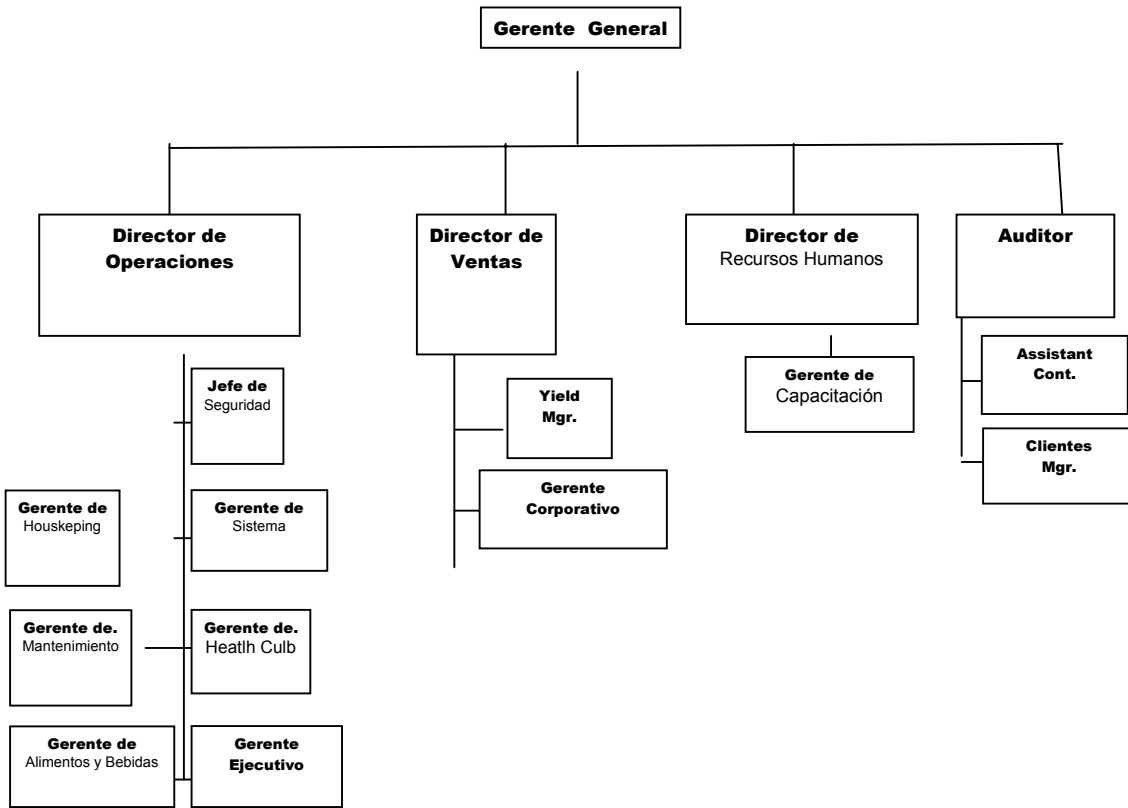 Gerente General
Director de
Operaciones
Director de
Ventas
Director de
Recursos Humanos
Auditor
Jefe de
Seguridad
Gerente de
Houskeping
Gerente de
Sistema
Gerente de.
Mantenimiento
Gerente de.
Heatlh Culb
Gerente de
Alimentos y Bebidas
Gerente
Ejecutivo
Yield
Mgr.
Gerente
Corporativo
Gerente de
Capacitación
Assistant
Cont.
Clientes
Mgr.